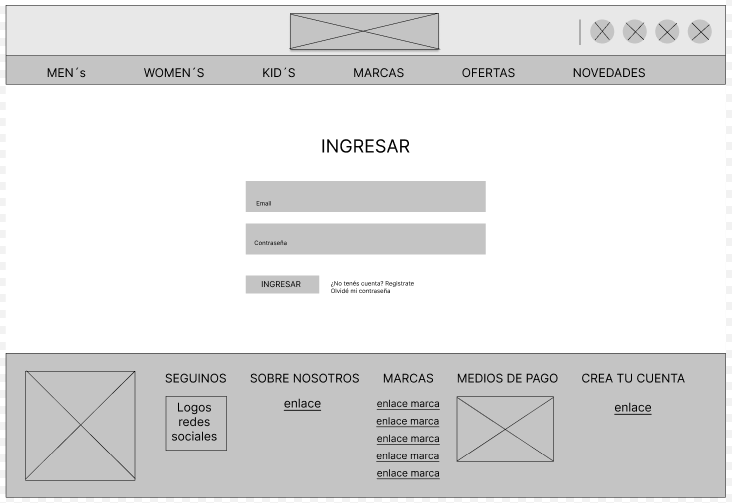 MEN´s WOMEN´S KID´S MARCAS OFERTAS NOVEDADES
INGRESAR
Email
Contraseña
INGRESAR
¿No tenés cuenta? Registrate
Olvidé mi contraseña
SEGUINOS SOBRE NOSOTROS MARCAS MEDIOS DE PAGO CREA TU CUENTA
Logos
redes
sociales
enlace
enlace marca
enlace marca
enlace marca
enlace marca
enlace marca
enlace